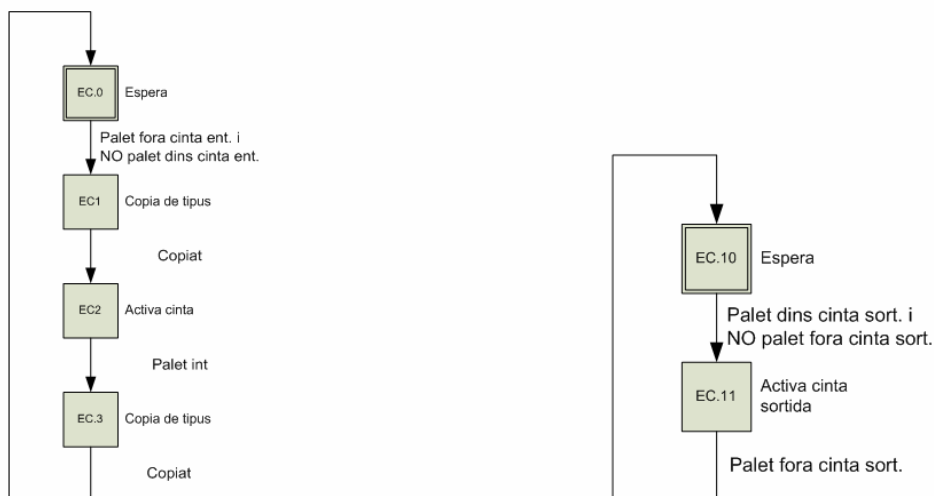 EC.0
Espera
Palet fora cinta ent. i
NO palet dins cinta ent.
EC1
Copia de tipus
Copiat
EC2
Activa cinta
Palet int
EC.3
Copia de tipus
Copiat
EC.10
Espera
Palet dins cinta sort. i
NO palet fora cinta sort.
EC.11
Activa cinta
sortida
Palet fora cinta sort.